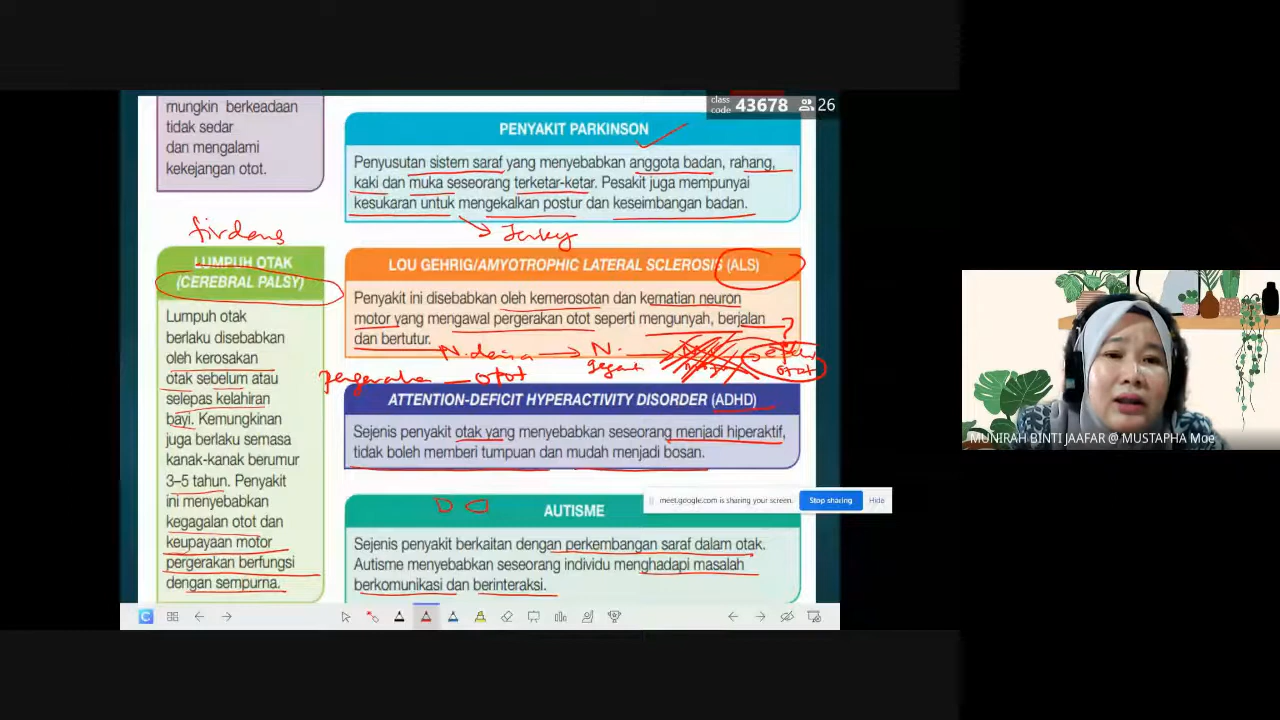 mungkin berkeadaan
tidak sedar
dan mengalami
kekejangan otot.
class
code 43678 26
PENYAKIT PARKINSON
Penyusutan sistem saraf yang menyebabkan anggota badan, rahang,
kaki dan muka seseorang terketar-ketar. Pesakit juga mempunyai
kesukaran untuk mengekalkan postur dan keseimbangan badan.
firdaus
Jerky
LUMPUH OTAK
(CEREBRAL PALSY)
Lumpuh otak
berlaku disebabkan
oleh kerosakan
otak sebelum atau
selepas kelahiran
bayi. Kemungkinan
juga berlaku semasa
kanak-kanak berumur
3–5 tahun. Penyakit
ini menyebabkan
kegagalan otot dan
keupayaan motor
pergerakan berfungsi
dengan sempurna.
LOU GEHRIG/AMYOTROPHIC LATERAL SCLEROSIS (ALS)
Penyakit ini disebabkan oleh kemerosotan dan kematian neuron
motor yang mengawal pergerakan otot seperti mengunyah, berjalan
dan bertutur.
?
N. deria N.
otot
pergerakan — otot
ATTENTION-DEFICIT HYPERACTIVITY DISORDER (ADHD)
Sejenis penyakit otak yang menyebabkan seseorang menjadi hiperaktif,
tidak boleh memberi tumpuan dan mudah menjadi bosan.
meet.google.com is sharing your screen. Stop sharing Hide
AUTISME
Sejenis penyakit berkaitan dengan perkembangan saraf dalam otak.
Autisme menyebabkan seseorang individu menghadapi masalah
berkomunikasi dan berinteraksi.
C
MUNIRAH BINTI JAAFAR @ MUSTAPHA Moe